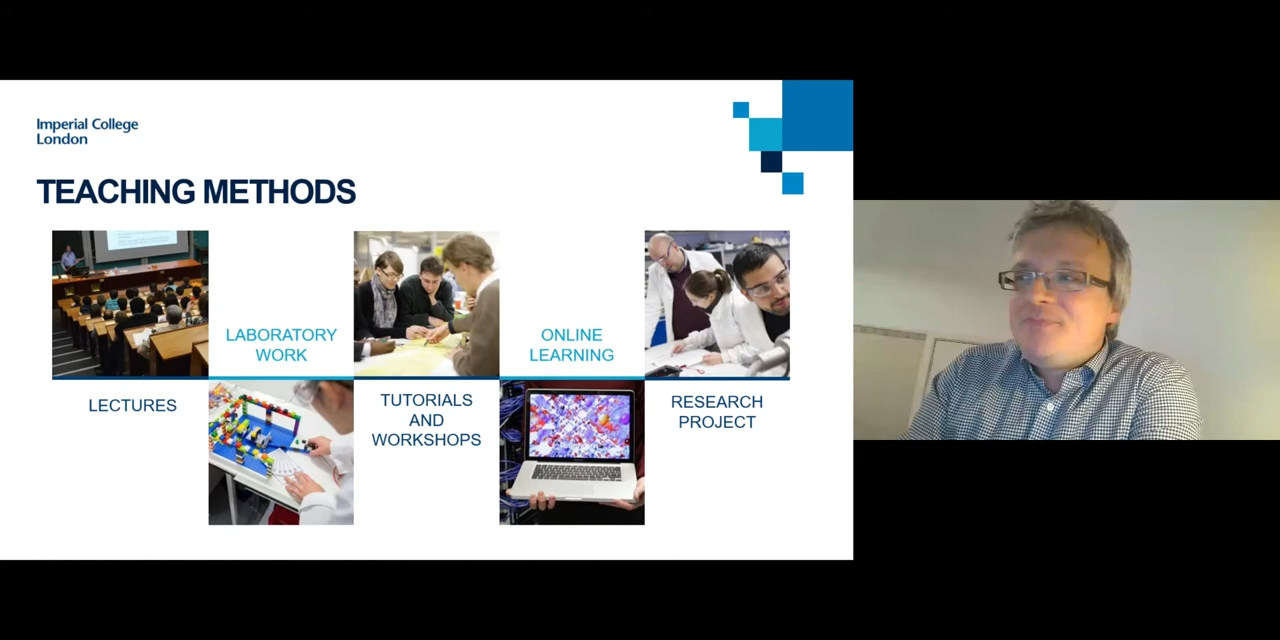 Imperial College
London
TEACHING METHODS
LECTURES
LABORATORY
WORK
TUTORIALS
AND
WORKSHOPS
ONLINE
LEARNING
RESEARCH
PROJECT